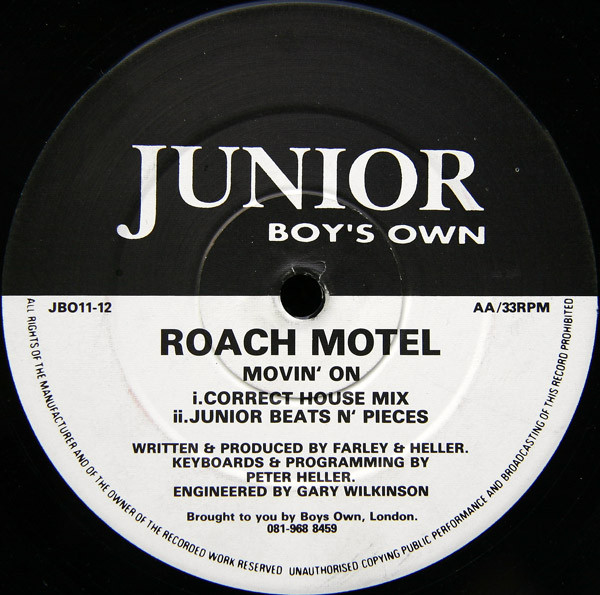 JUNIOR
BOY'S OWN
JBO11-12
AA/33RPM
ROACH MOTEL
MOVIN' ON
i.CORRECT HOUSE MIX
ii.JUNIOR BEATS N' PIECES
WRITTEN & PRODUCED BY FARLEY & HELLER.
KEYBOARDS & PROGRAMMING BY
PETER HELLER.
ENGINEERED BY GARY WILKINSON
Brought to you by Boys Own, London.
081-968 8459
ALL RIGHTS OF THE MANUFACTURER AND OF THE OWNER OF THE RECORDED WORK RESERVED UNAUTHORISED COPYING PUBLIC PERFORMANCE AND BROADCASTING OF THIS RECORD PROHIBITED